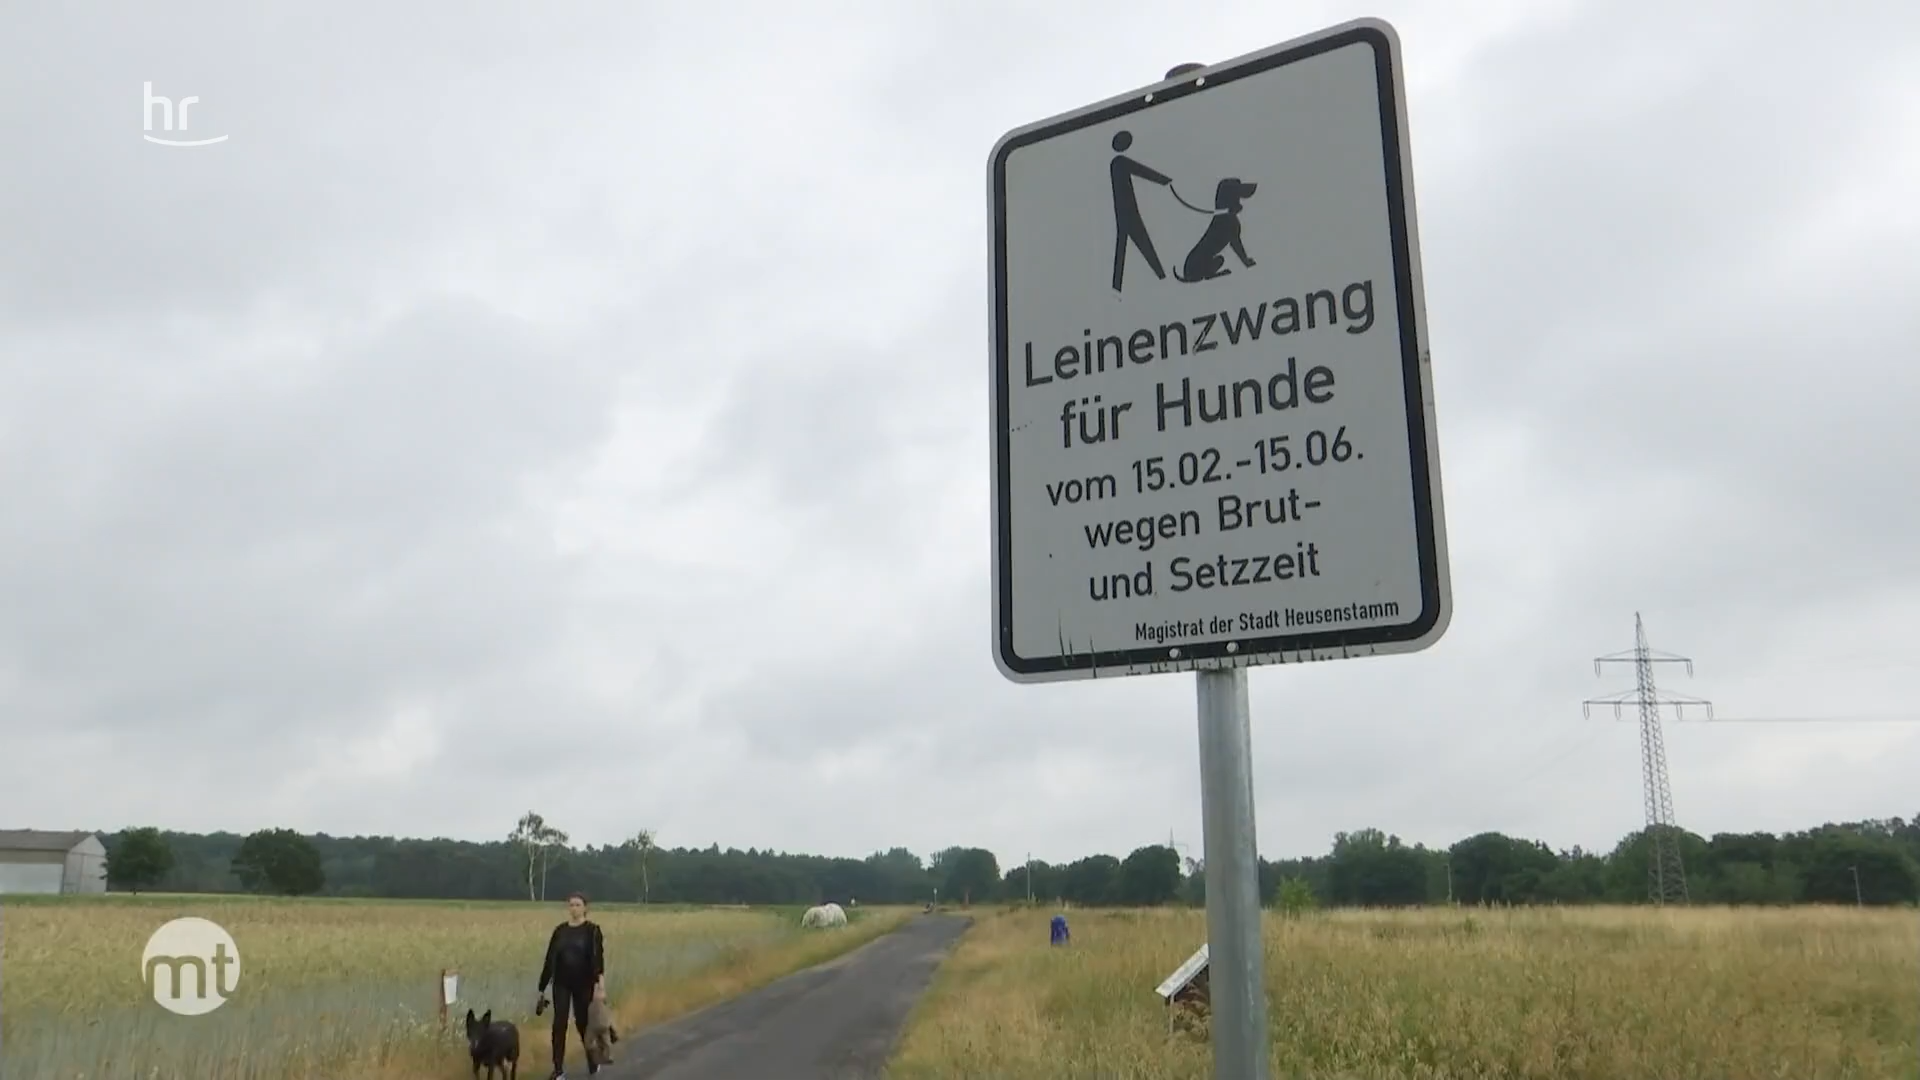 hr
Leinenzwang
für Hunde
vom 15.02.-15.06.
wegen Brut-
und Setzzeit
Magistrat der Stadt Heusenstamm
mt